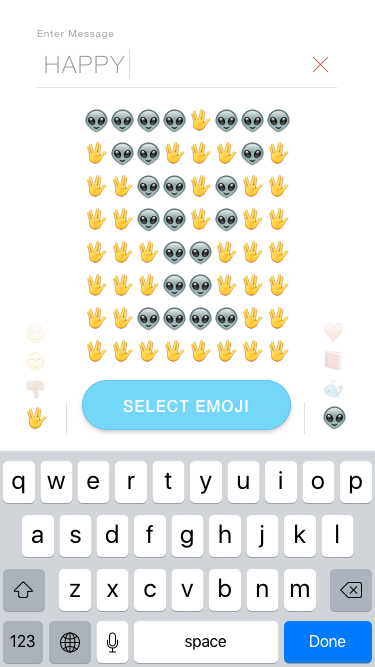 Enter Message
HAPPY
SELECT EMOJI
q w e r t y u i o p
a s d f g h j k l
z x c v b n m
123 space Done